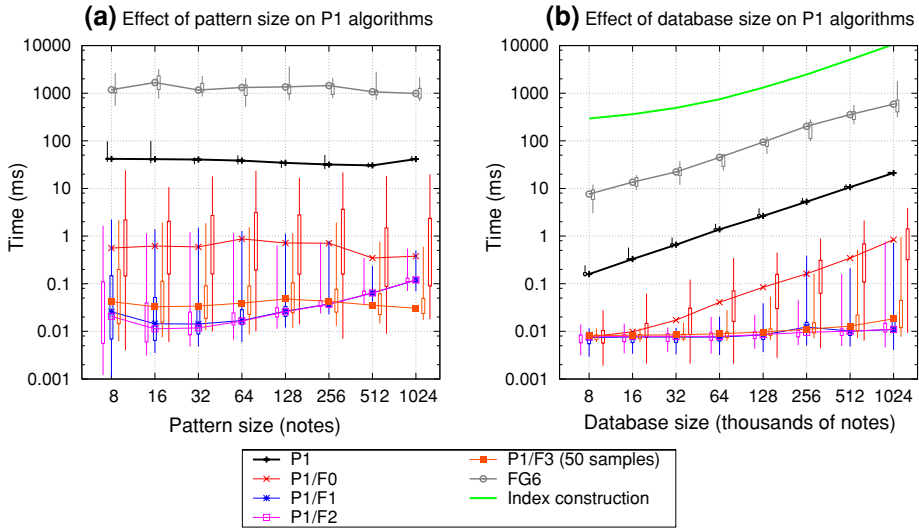 (a) Effect of pattern size on P1 algorithms
10000
1000
100
10
1
0.1
0.01
0.001
Time (ms)
8 16 32 64 128 256 512 1024
Pattern size (notes)
(b) Effect of database size on P1 algorithms
10000
1000
100
10
1
0.1
0.01
0.001
Time (ms)
8 16 32 64 128 256 512 1024
Database size (thousands of notes)
P1
P1/F0
P1/F1
P1/F2
P1/F3 (50 samples)
FG6
Index construction